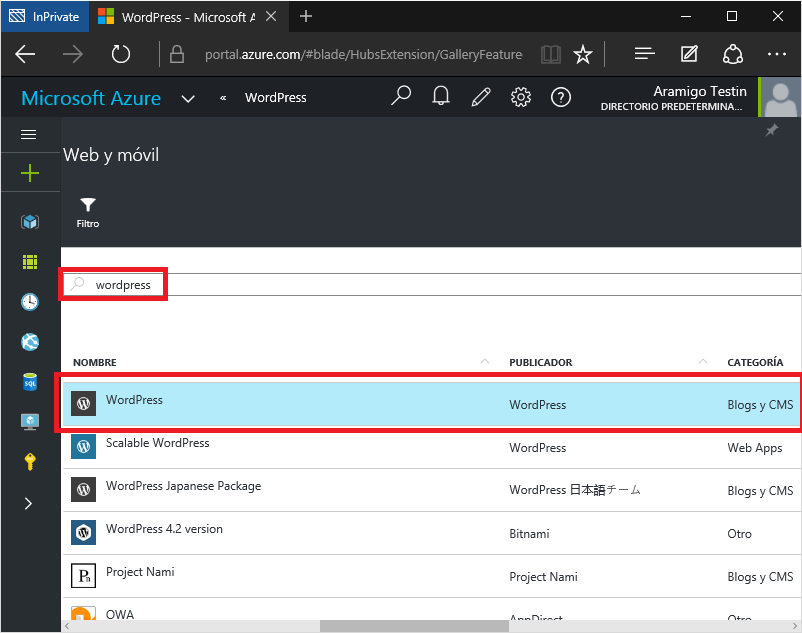 InPrivate
WordPress - Microsoft A
portal.azure.com/#blade/HubsExtension/GalleryFeature
Microsoft Azure
«
WordPress
Aramigo Testin
DIRECTORIO PREDETERMINA...
Web y móvil
Filtro
wordpress
NOMBRE PUBLICADOR CATEGORÍA
WordPress WordPress Blogs y CMS
Scalable WordPress WordPress Web Apps
WordPress Japanese Package WordPress 日本語チーム Blogs y CMS
WordPress 4.2 version Bitnami Otro
Project Nami Project Nami Blogs y CMS
OWA AppDirect Otro
SQL